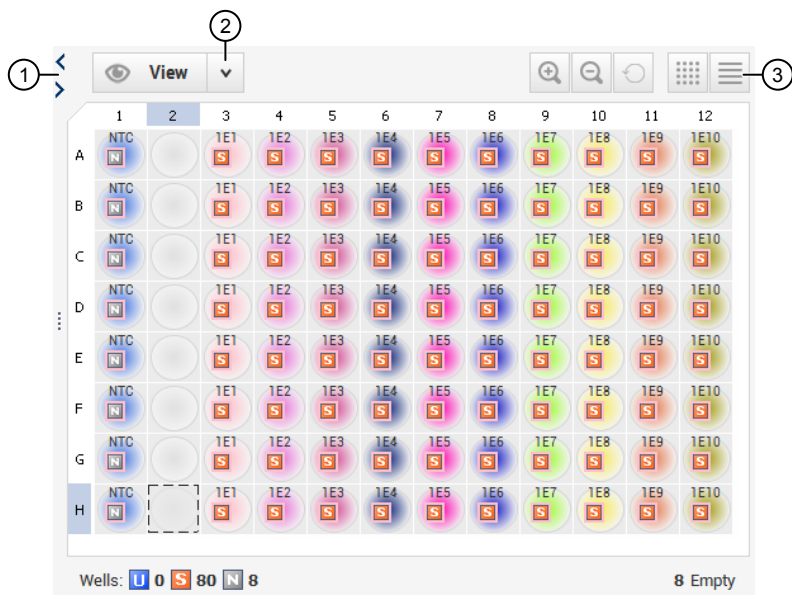 2
1
View
3
1 2 3 4 5 6 7 8 9 10 11 12
NTC 1E1 1E2 1E3 1E4 1E5 1E6 1E7 1E8 1E9 1E10
A N S S S S S S S S S S
NTC 1E1 1E2 1E3 1E4 1E5 1E6 1E7 1E8 1E9 1E10
B N S S S S S S S S S S
NTC 1E1 1E2 1E3 1E4 1E5 1E6 1E7 1E8 1E9 1E10
C N S S S S S S S S S S
NTC 1E1 1E2 1E3 1E4 1E5 1E6 1E7 1E8 1E9 1E10
D N S S S S S S S S S S
NTC 1E1 1E2 1E3 1E4 1E5 1E6 1E7 1E8 1E9 1E10
E N S S S S S S S S S S
NTC 1E1 1E2 1E3 1E4 1E5 1E6 1E7 1E8 1E9 1E10
F N S S S S S S S S S S
NTC 1E1 1E2 1E3 1E4 1E5 1E6 1E7 1E8 1E9 1E10
G N S S S S S S S S S S
NTC 1E1 1E2 1E3 1E4 1E5 1E6 1E7 1E8 1E9 1E10
H N S S S S S S S S S S
Wells: U 0 S 80 N 8 8 Empty